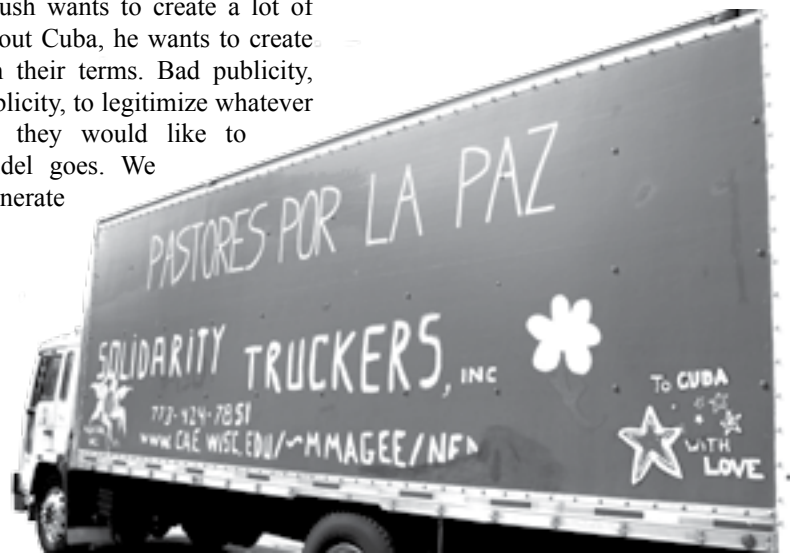 ush wants to create a lot of
out Cuba, he wants to create
n their terms. Bad publicity,
blicity, to legitimize whatever
they would like to
del goes. We
nerate
PASTORES POR LA PAZ
SOLIDARITY TRUCKERS, INC
773-424-7851
WWW.CAE.WISC.EDU/~MMAGEE/NFA
TO CUBA
WITH
LOVE